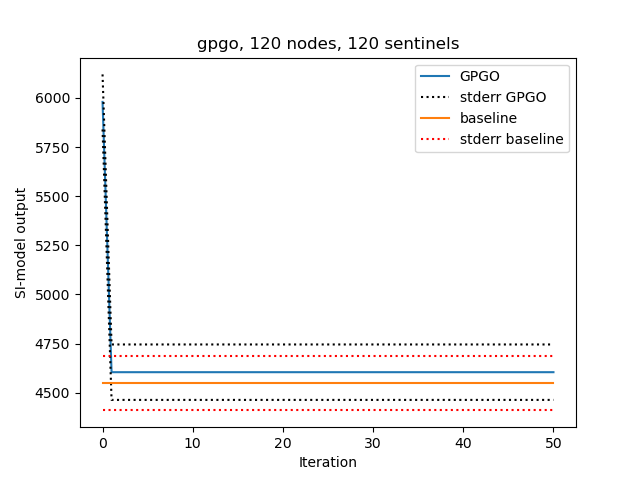 gpgo, 120 nodes, 120 sentinels
GPGO
stderr GPGO
baseline
stderr baseline
SI-model output
6000
5750
5500
5250
5000
4750
4500
0 10 20 30 40 50
Iteration